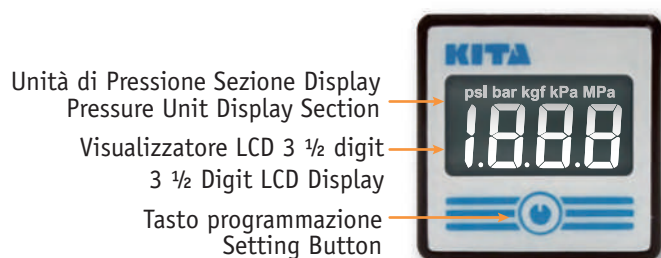 KITA
Unità di Pressione Sezione Display
Pressure Unit Display Section
psI bar kgf kPa MPa
1.8.8.8
Visualizzatore LCD 3 ½ digit
3 ½ Digit LCD Display
Tasto programmazione
Setting Button